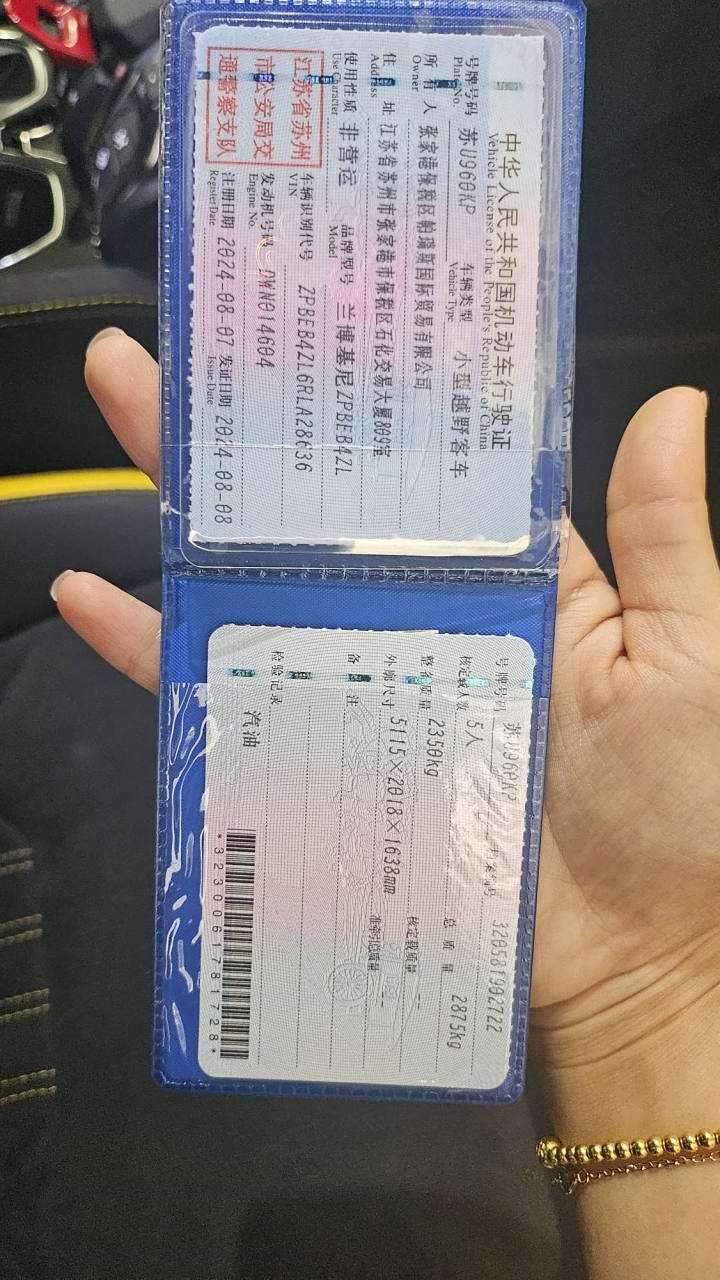 中华人民共和国机动车行驶证
Vehicle License of the People's Republic of China
号牌号码 苏U960KP 车辆类型 小型越野客车
Plate No. Vehicle Type
所有人 张家港保税区帕瑞斯国际贸易有限公司
Owner
住址 江苏省苏州市张家港市保税区石化交易大厦809室
Address
使用性质 非营运 品牌型号 兰博基尼ZPBEB4ZL
Use Character Model
江苏省苏州
市公安局交
通警察支队
车辆识别代号 ZPBEB4ZL6RLA28636
VIN
发动机号码 DWN014604
Engine No.
注册日期 2024-08-07 发证日期 2024-08-08
Register Date Issue Date
号牌号码 苏U960KP 档案编号 320581902722
核定载人数 5人 总质量 2875kg
整备质量 2350kg 核定载质量 --
外廓尺寸 5115×2018×1638mm 准牵引总质量 --
备注
检验记录
汽油
*3230061781728*